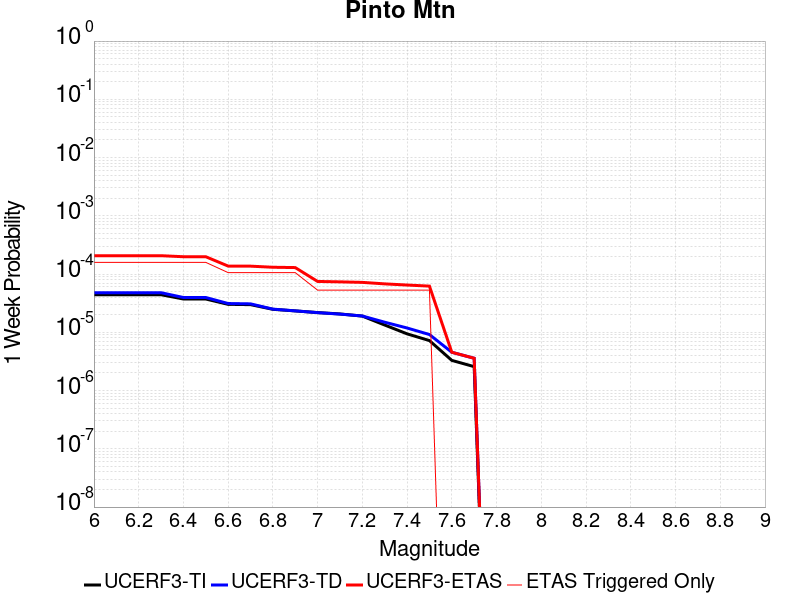 Pinto Mtn
10^0
10^-1
10^-2
10^-3
10^-4
10^-5
10^-6
10^-7
10^-8
1 Week Probability
6 6.2 6.4 6.6 6.8 7 7.2 7.4 7.6 7.8 8 8.2 8.4 8.6 8.8 9
Magnitude
UCERF3-TI UCERF3-TD UCERF3-ETAS ETAS Triggered Only